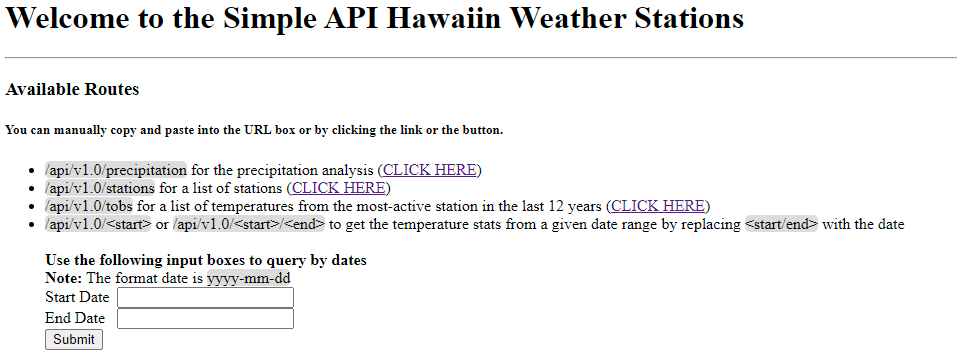 Welcome to the Simple API Hawaiin Weather Stations
Available Routes
You can manually copy and paste into the URL box or by clicking the link or the button.
/api/v1.0/precipitation for the precipitation analysis (CLICK HERE)
/api/v1.0/stations for a list of stations (CLICK HERE)
/api/v1.0/tobs for a list of temperatures from the most-active station in the last 12 years (CLICK HERE)
/api/v1.0/<start> or /api/v1.0/<start>/<end> to get the temperature stats from a given date range by replacing <start/end> with the date
Use the following input boxes to query by dates
Note: The format date is yyyy-mm-dd
Start Date
End Date
Submit